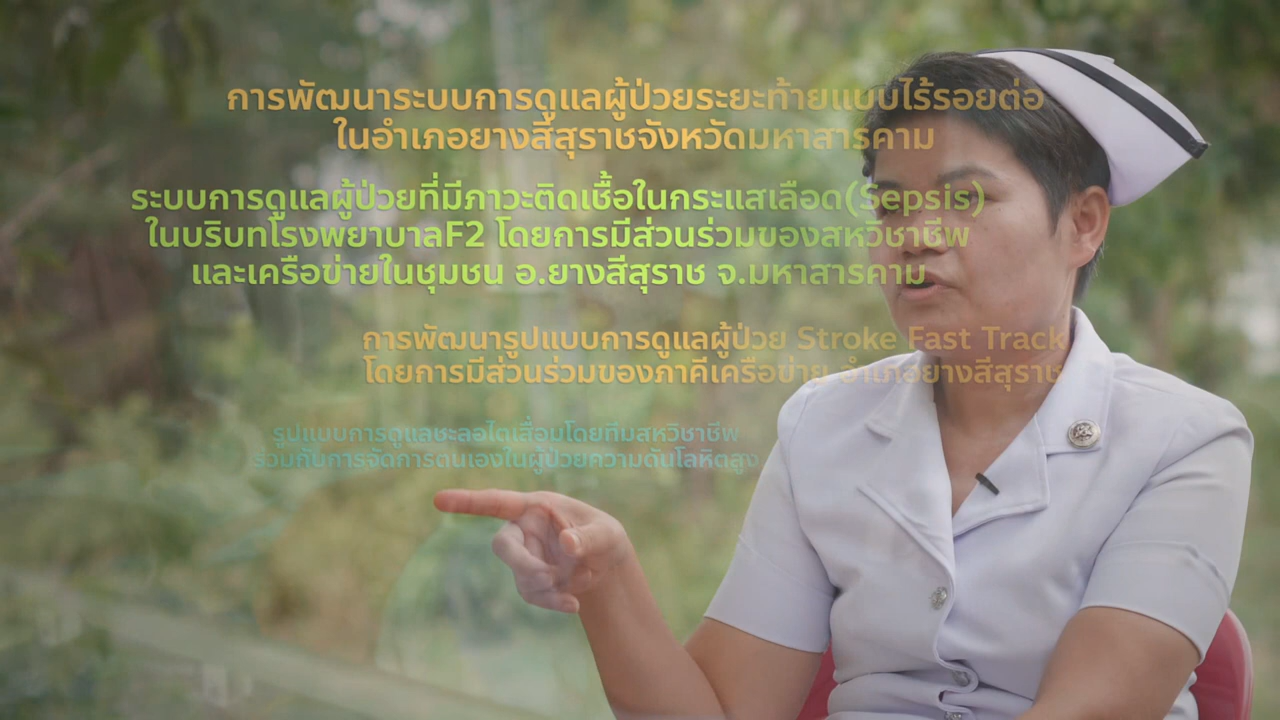 การพัฒนาระบบการดูแลผู้ป่วยระยะท้ายแบบไร้รอยต่อ
ในอำเภอยางสีสุราชจังหวัดมหาสารคาม
ระบบการดูแลผู้ป่วยที่มีภาวะติดเชื้อในกระแสเลือด(Sepsis)
ในบริบทโรงพยาบาลF2 โดยการมีส่วนร่วมของสหวิชาชีพ
และเครือข่ายในชุมชน อ.ยางสีสุราช จ.มหาสารคาม
การพัฒนารูปแบบการดูแลผู้ป่วย Stroke Fast Track
โดยการมีส่วนร่วมของภาคีเครือข่าย อำเภอยางสีสุราช
รูปแบบการดูแลชะลอไตเสื่อมโดยทีมสหวิชาชีพ
ร่วมกับการจัดการตนเองในผู้ป่วยความดันโลหิตสูง